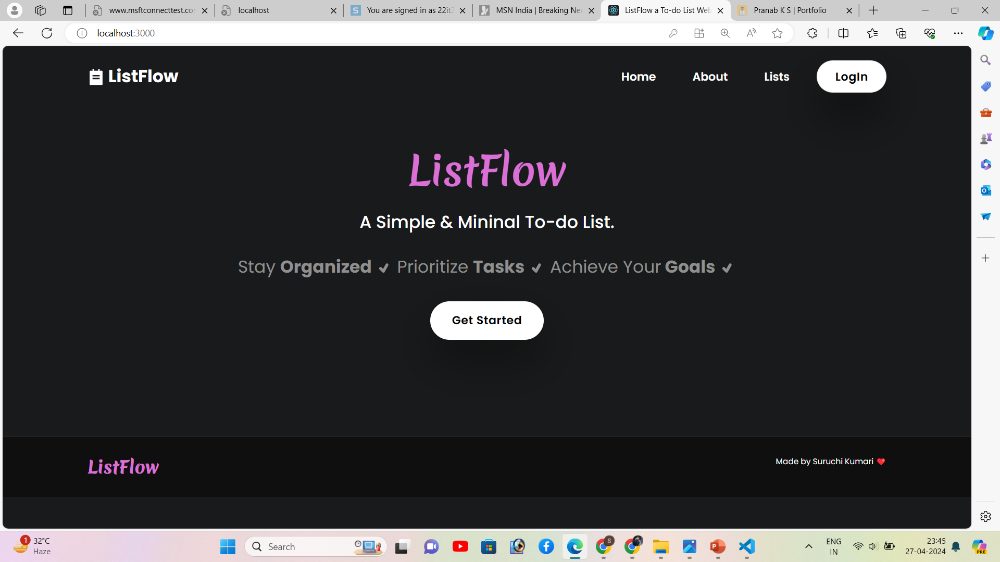 www.msftconnecttest.cor
localhost
You are signed in as 22it3
MSN India | Breaking Nev
ListFlow a To-do List Web
Pranab K S | Portfolio
localhost:3000
ListFlow
Home
About
Lists
LogIn
ListFlow
A Simple & Mininal To-do List.
Stay Organized ✔ Prioritize Tasks ✔ Achieve Your Goals ✔
Get Started
ListFlow
Made by Suruchi Kumari ❤️
1
32°C
Haze
Search
S
ENG
IN
23:45
27-04-2024
PRE